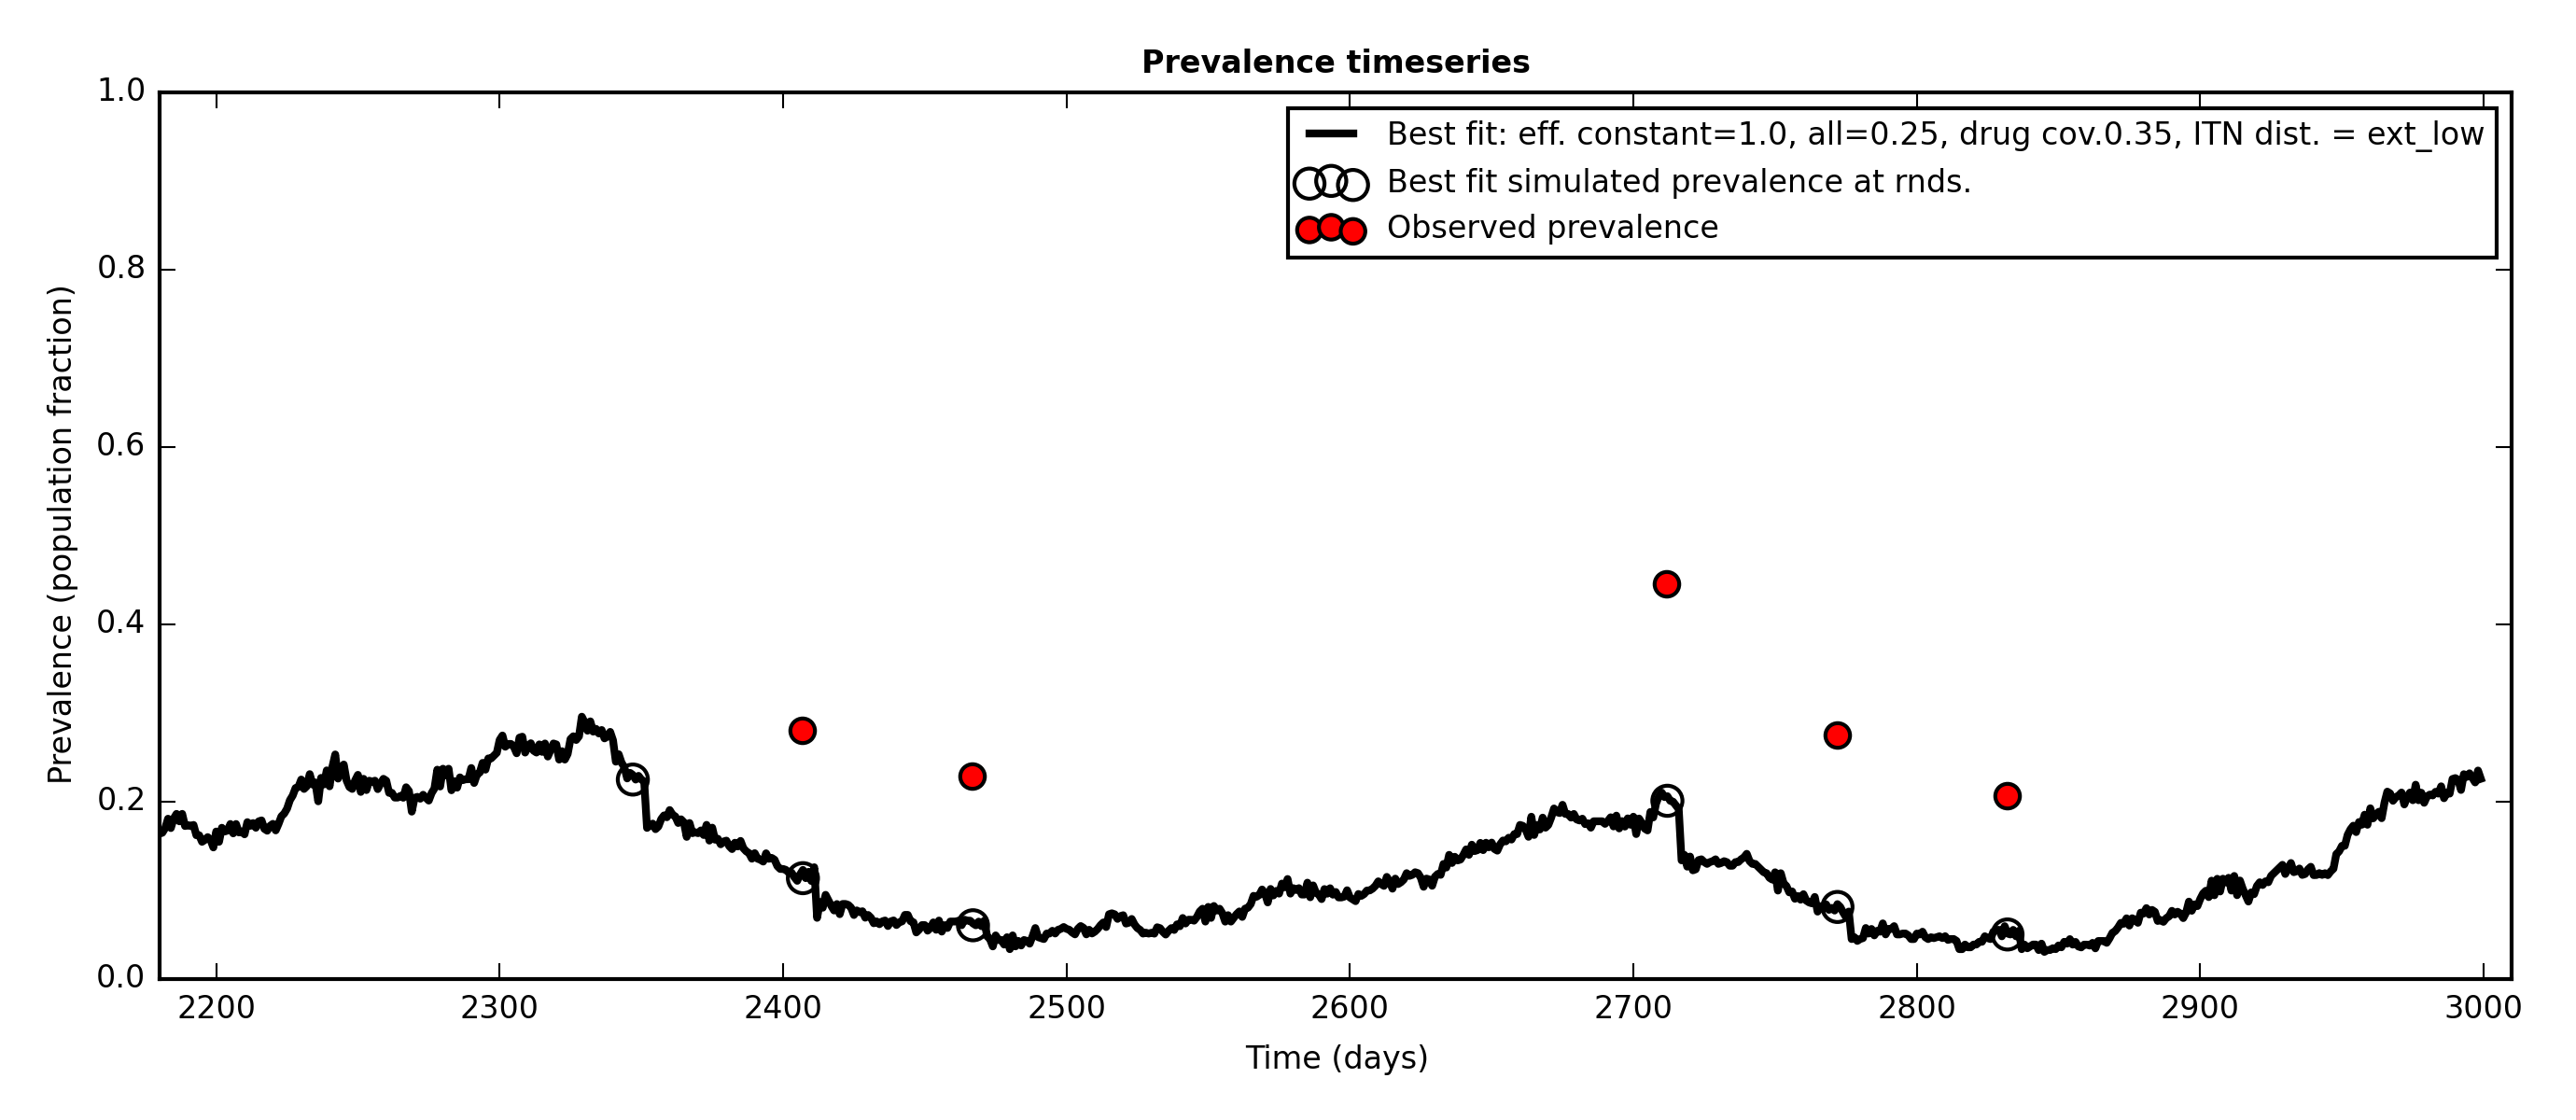 Prevalence timeseries
1.0
0.8
0.6
0.4
0.2
0.0
Prevalence (population fraction)
Best fit: eff. constant=1.0, all=0.25, drug cov.0.35, ITN dist. = ext_low
Best fit simulated prevalence at rnds.
Observed prevalence
2200 2300 2400 2500 2600 2700 2800 2900 3000
Time (days)